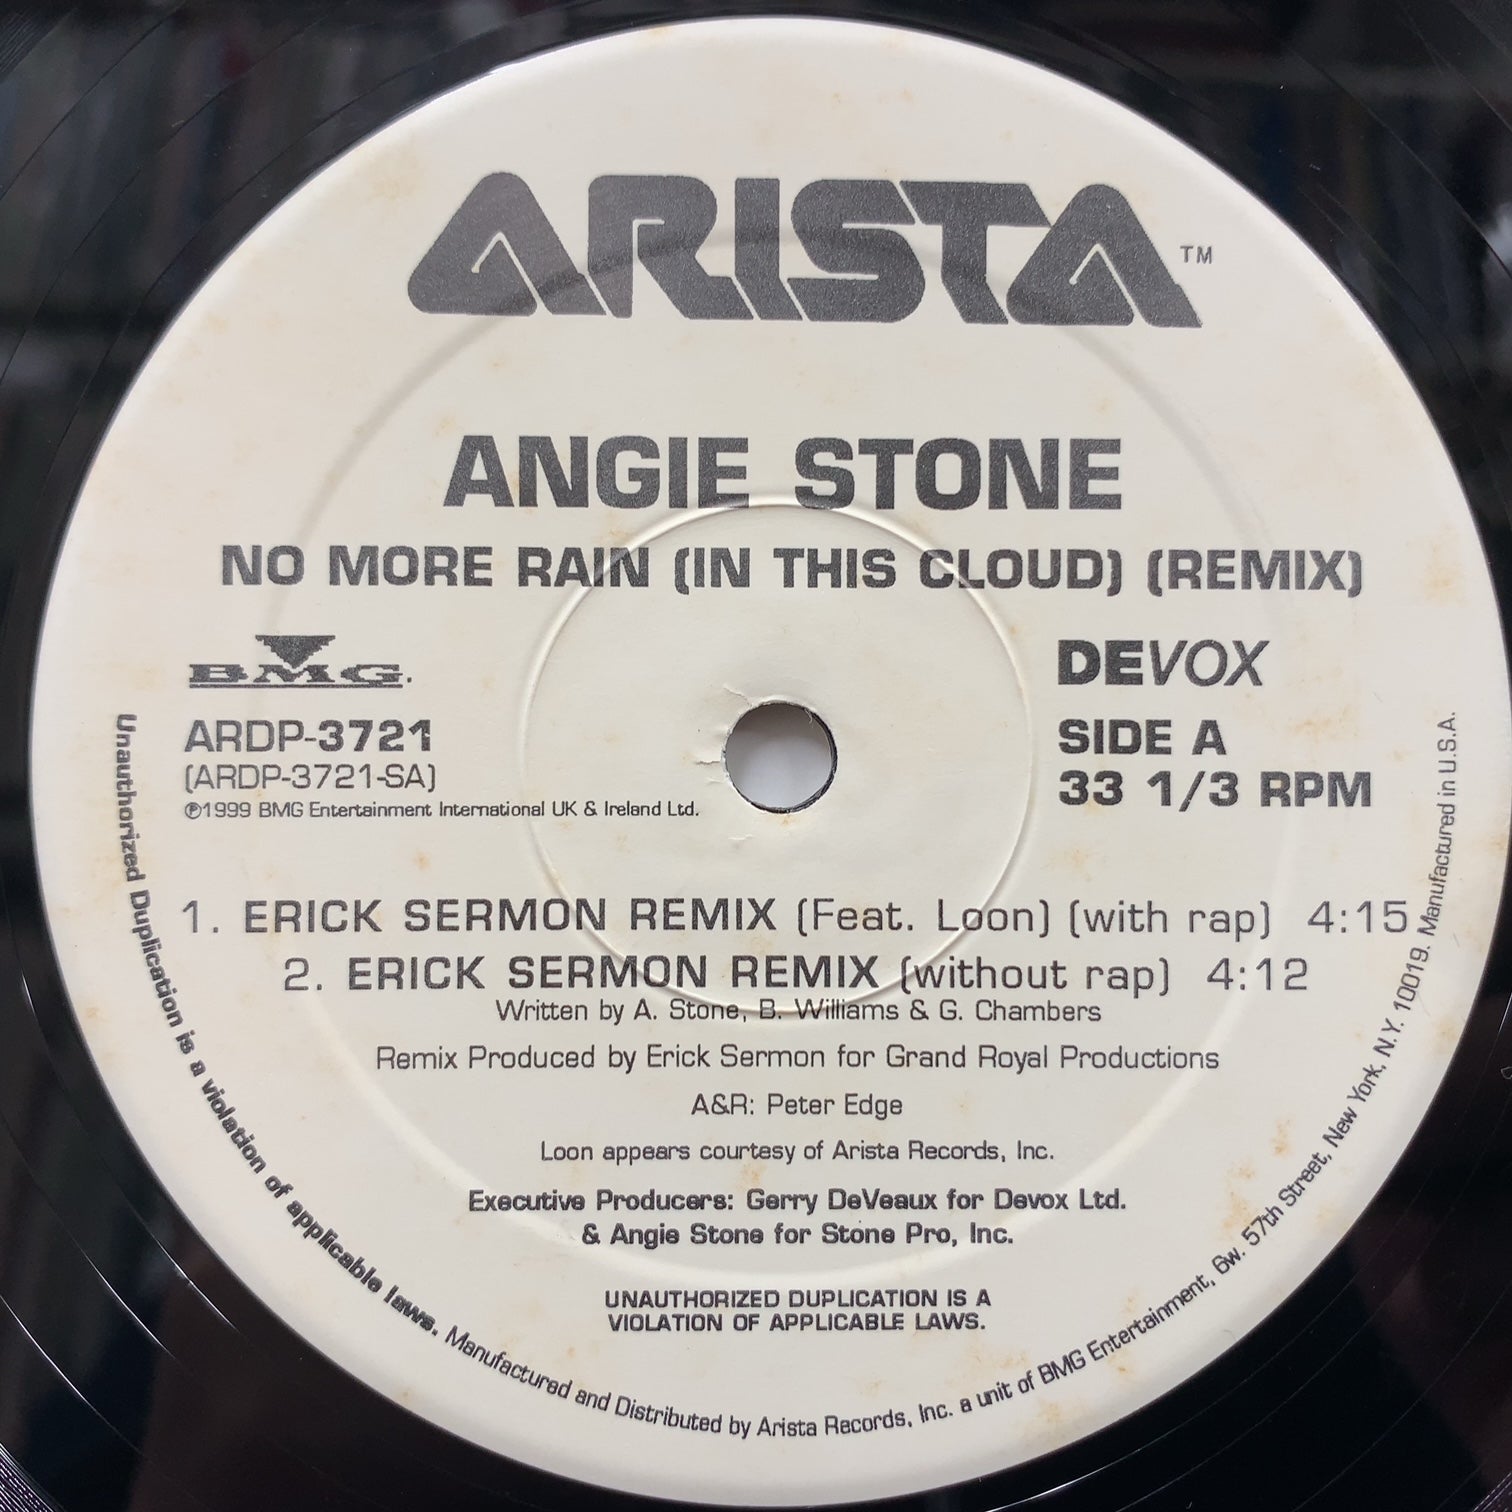 ARISTA™
ANGIE STONE
NO MORE RAIN (IN THIS CLOUD) (REMIX)
BMG.
ARDP-3721
(ARDP-3721-SA)
℗1999 BMG Entertainment International UK & Ireland Ltd.
DEVOX
SIDE A
33 1/3 RPM
1. ERICK SERMON REMIX (Feat. Loon) (with rap) 4:15
2. ERICK SERMON REMIX (without rap) 4:12
Written by A. Stone, B. Williams & G. Chambers
Remix Produced by Erick Sermon for Grand Royal Productions
A&R: Peter Edge
Loon appears courtesy of Arista Records, Inc.
Executive Producers: Gerry DeVeaux for Devox Ltd.
& Angie Stone for Stone Pro, Inc.
UNAUTHORIZED DUPLICATION IS A
VIOLATION OF APPLICABLE LAWS.
Unauthorized Duplication is a violation of applicable laws. Manufactured and Distributed by Arista Records, Inc. a unit of BMG Entertainment, 6w. 57th Street, New York, N.Y. 10019. Manufactured in U.S.A.